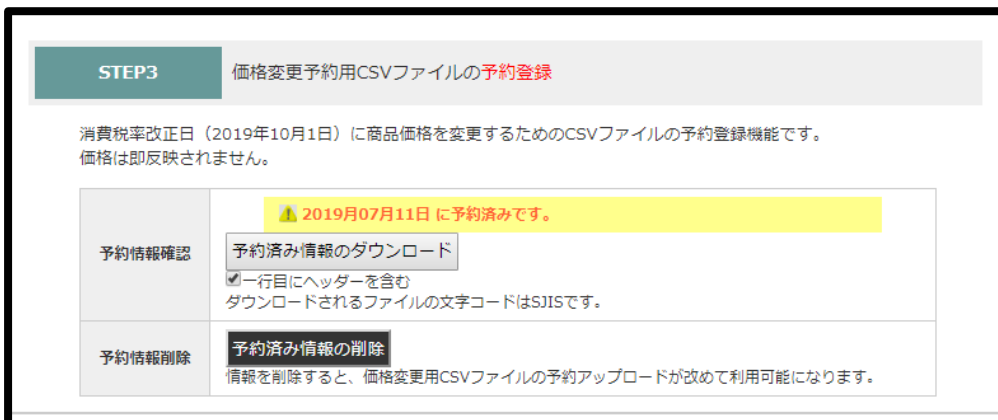 STEP3 価格変更予約用CSVファイルの予約登録
消費税率改正日（2019年10月1日）に商品価格を変更するためのCSVファイルの予約登録機能です。
価格は即反映されません。
2019月07月11日 に予約済みです。
予約情報確認
予約済み情報のダウンロード
一行目にヘッダーを含む
ダウンロードされるファイルの文字コードはSJISです。
予約情報削除
予約済み情報の削除
情報を削除すると、価格変更用CSVファイルの予約アップロードが改めて利用可能になります。